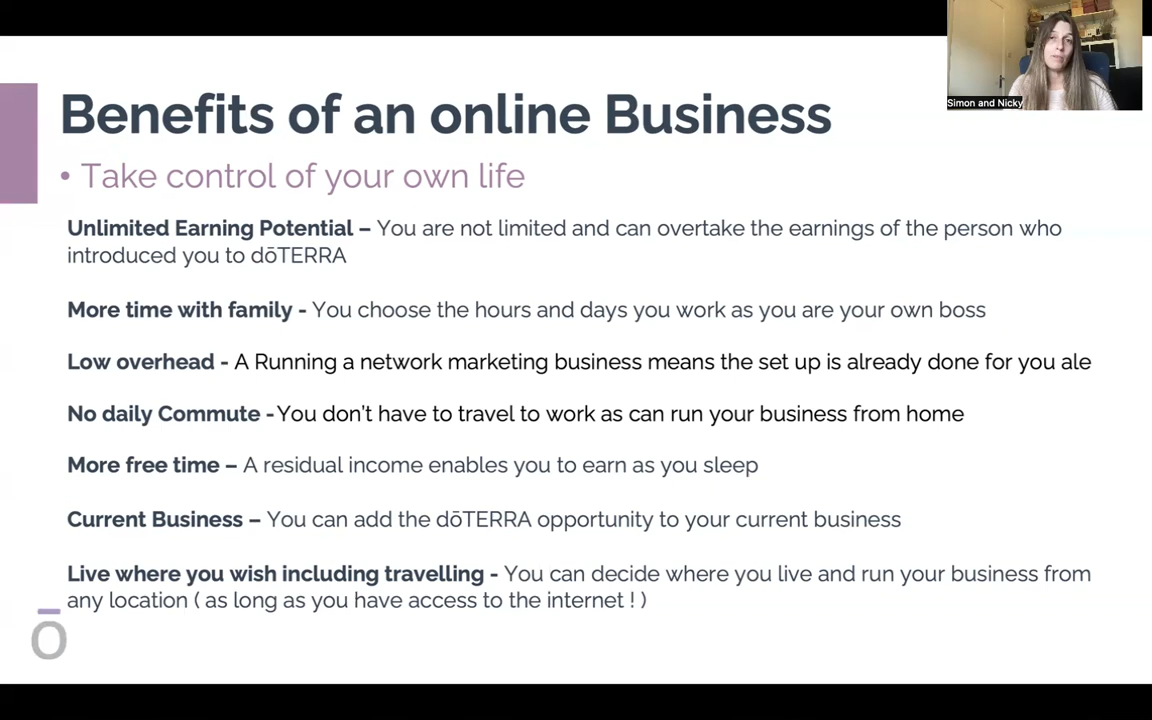 Simon and Nicky
Benefits of an online Business
• Take control of your own life
Unlimited Earning Potential – You are not limited and can overtake the earnings of the person who
introduced you to dōTERRA
More time with family - You choose the hours and days you work as you are your own boss
Low overhead - A Running a network marketing business means the set up is already done for you ale
No daily Commute -You don't have to travel to work as can run your business from home
More free time – A residual income enables you to earn as you sleep
Current Business – You can add the dōTERRA opportunity to your current business
Live where you wish including travelling - You can decide where you live and run your business from
any location ( as long as you have access to the internet ! )
ō